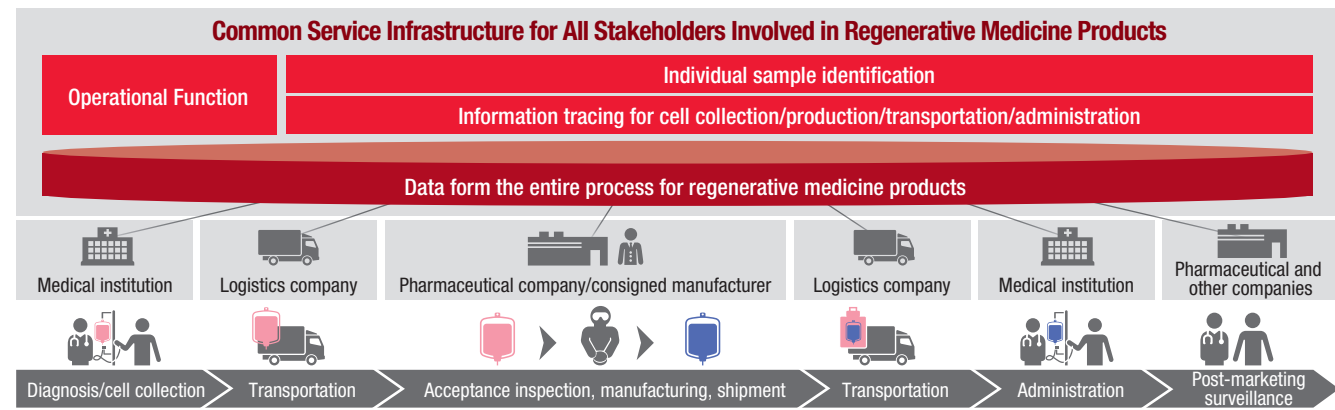 Common Service Infrastructure for All Stakeholders Involved in Regenerative Medicine Products
Operational Function
Individual sample identification
Information tracing for cell collection/production/transportation/administration
Data form the entire process for regenerative medicine products
Medical institution
Logistics company
Pharmaceutical company/consigned manufacturer
Logistics company
Medical institution
Pharmaceutical and
other companies
Diagnosis/cell collection
Transportation
Acceptance inspection, manufacturing, shipment
Transportation
Administration
Post-marketing
surveillance